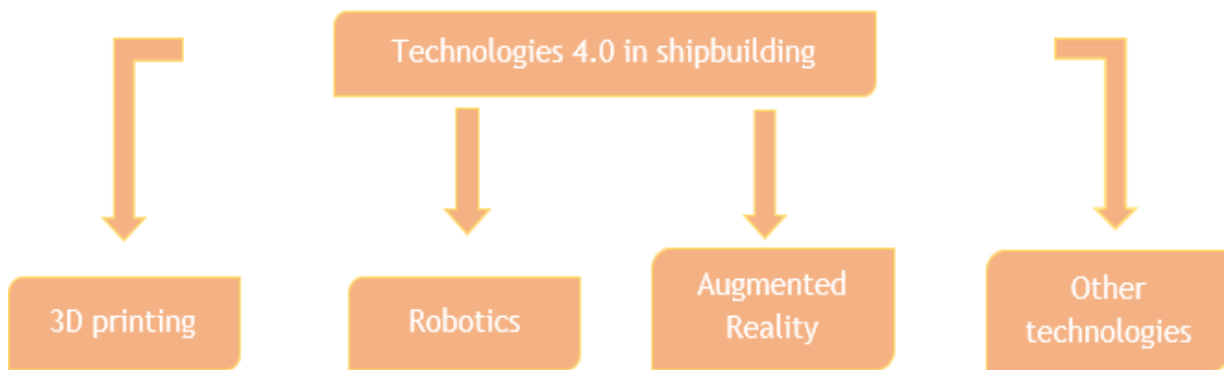 Technologies 4.0 in shipbuilding
3D printing
Robotics
Augmented
Reality
Other
technologies